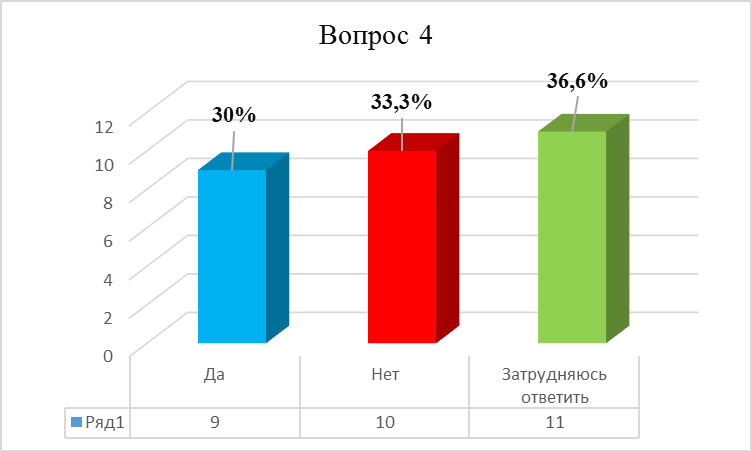 Вопрос 4
30%
33,3%
36,6%
12
10
8
6
4
2
0
Да
Нет
Затрудняюсь
ответить
Ряд1 9 10 11